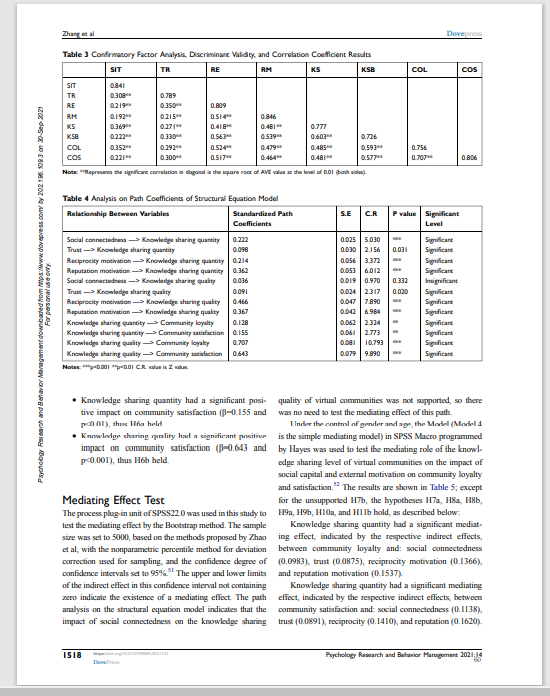 Zhang et al
Dovepress
Psychology Research and Behavior Management downloaded from https://www.dovepress.com/ by 202.195.109.3 on 30-Sep-2021
For personal use only.
Table 3 Confirmatory Factor Analysis, Discriminant Validity, and Correlation Coefficient Results
SIT TR RE RM KS KSB COL COS
SIT 0.841
TR 0.308** 0.789
RE 0.219** 0.350** 0.809
RM 0.192** 0.215** 0.514** 0.846
KS 0.369** 0.271** 0.418** 0.481** 0.777
KSB 0.222** 0.330** 0.563** 0.539** 0.603** 0.726
COL 0.352** 0.292** 0.524** 0.479** 0.485** 0.593** 0.756
COS 0.221** 0.300** 0.517** 0.464** 0.481** 0.577** 0.707** 0.806
Note: **Represents the significant correlation in diagonal is the square root of AVE value at the level of 0.01 (both sides).
Table 4 Analysis on Path Coefficients of Structural Equation Model
Relationship Between Variables Standardized Path S.E C.R P value Significant
Coefficients Level
Social connectedness —> Knowledge sharing quantity 0.222 0.025 5.030 *** Significant
Trust —> Knowledge sharing quantity 0.098 0.030 2.156 0.031 Significant
Reciprocity motivation —> Knowledge sharing quantity 0.214 0.056 3.372 *** Significant
Reputation motivation —> Knowledge sharing quantity 0.362 0.053 6.012 *** Significant
Social connectedness —> Knowledge sharing quality 0.036 0.019 0.970 0.332 Insignificant
Trust —> Knowledge sharing quality 0.091 0.024 2.317 0.020 Significant
Reciprocity motivation —> Knowledge sharing quality 0.466 0.047 7.890 *** Significant
Reputation motivation —> Knowledge sharing quality 0.367 0.042 6.984 *** Significant
Knowledge sharing quantity —> Community loyalty 0.128 0.062 2.324 ** Significant
Knowledge sharing quantity —> Community satisfaction 0.155 0.061 2.773 ** Significant
Knowledge sharing quality —> Community loyalty 0.707 0.081 10.793 *** Significant
Knowledge sharing quality —> Community satisfaction 0.643 0.079 9.890 *** Significant
Notes: ***p<0.001 **p<0.01 C.R. value is Z value.
• Knowledge sharing quantity had a significant posi-
tive impact on community satisfaction (β=0.155 and
p<0.01), thus H6a held.
• Knowledge sharing quality had a significant positive
impact on community satisfaction (β=0.643 and
p<0.001), thus H6b held.
Mediating Effect Test
The process plug-in unit of SPSS22.0 was used in this study to
test the mediating effect by the Bootstrap method. The sample
size was set to 5000, based on the methods proposed by Zhao
et al, with the nonparametric percentile method for deviation
correction used for sampling, and the confidence degree of
confidence intervals set to 95%.51 The upper and lower limits
of the indirect effect in this confidence interval not containing
zero indicate the existence of a mediating effect. The path
analysis on the structural equation model indicates that the
impact of social connectedness on the knowledge sharing
quality of virtual communities was not supported, so there
was no need to test the mediating effect of this path.
Under the control of gender and age, the Model (Model 4
is the simple mediating model) in SPSS Macro programmed
by Hayes was used to test the mediating role of the knowl-
edge sharing level of virtual communities on the impact of
social capital and external motivation on community loyalty
and satisfaction.52 The results are shown in Table 5; except
for the unsupported H7b, the hypotheses H7a, H8a, H8b,
H9a, H9b, H10a, and H11b hold, as described below:
Knowledge sharing quantity had a significant mediat-
ing effect, indicated by the respective indirect effects,
between community loyalty and: social connectedness
(0.0983), trust (0.0875), reciprocity motivation (0.1366),
and reputation motivation (0.1537).
Knowledge sharing quantity had a significant mediating
effect, indicated by the respective indirect effects, between
community satisfaction and: social connectedness (0.1138),
trust (0.0891), reciprocity (0.1410), and reputation (0.1620).
1518
DovePress
Psychology Research and Behavior Management 2021:14
60